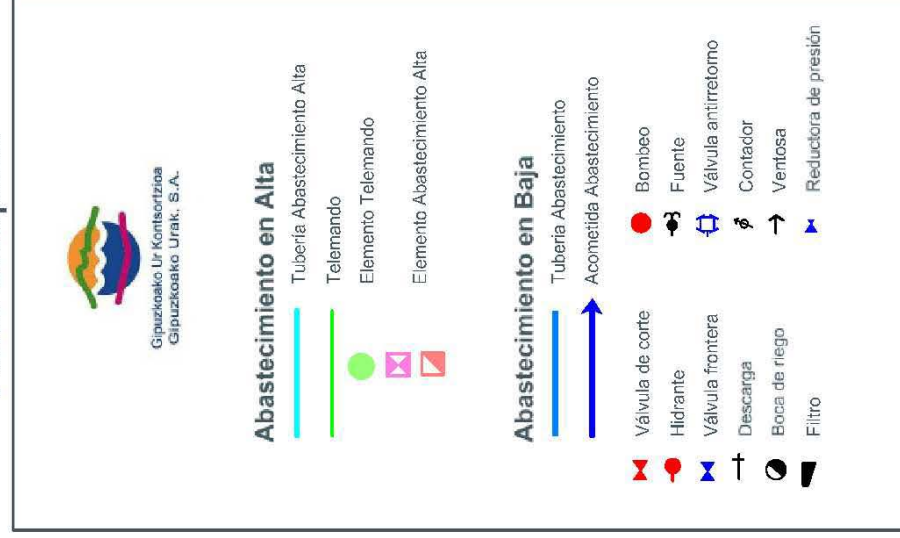 Gipuzkoako Ur Kontsortzioa
Gipuzkoako Urak. S.A.
Abastecimiento en Alta
Tubería Abastecimiento Alta
Telemando
Elemento Telemando
Elemento Abastecimiento Alta
Abastecimiento en Baja
Tubería Abastecimiento
Acometida Abastecimiento
Válvula de corte
Bombeo
Hidrante
Fuente
Válvula frontera
Válvula antirretorno
Descarga
Contador
Boca de riego
Ventosa
Filtro
Reductora de presión